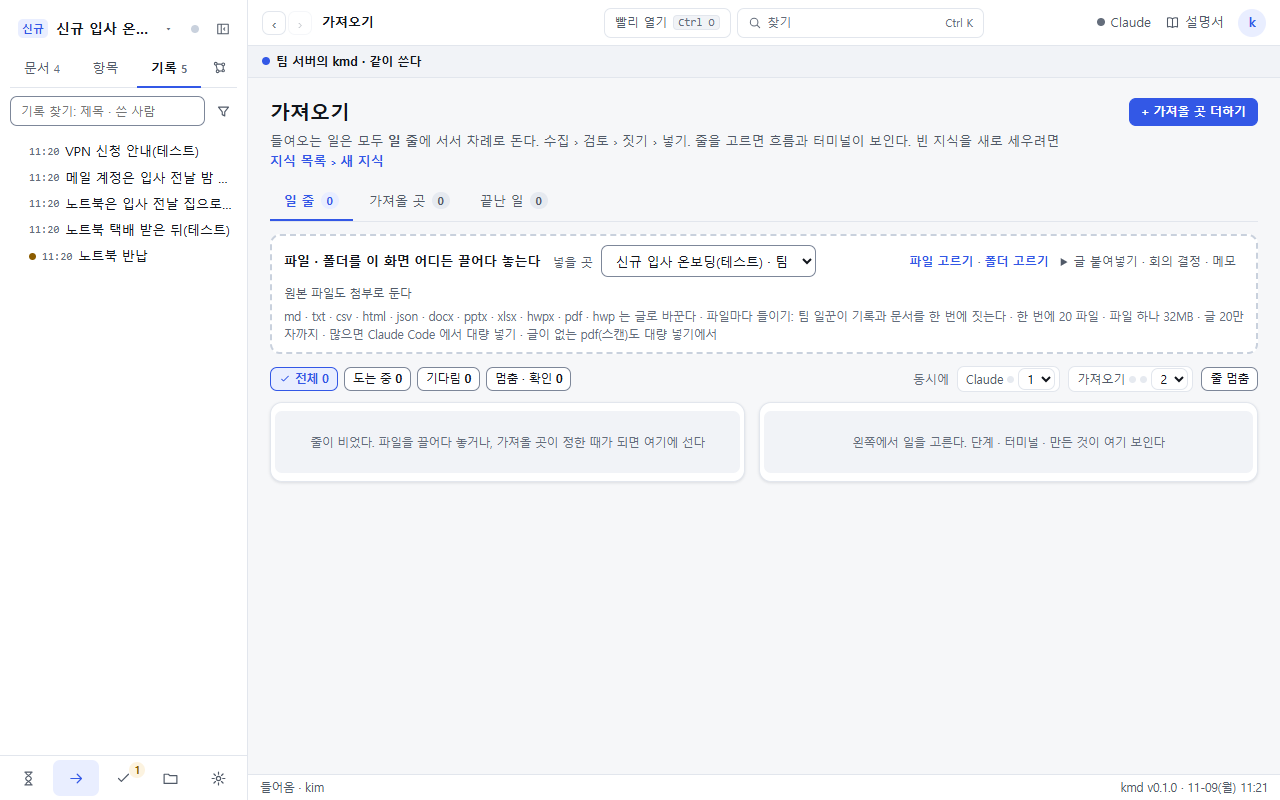 신규 신규 입사 온...
문서 4 항목 기록 5
기록 찾기: 제목 · 쓴 사람
11:20 VPN 신청 안내(테스트)
11:20 메일 계정은 입사 전날 밤 ...
11:20 노트북은 입사 전날 집으로...
11:20 노트북 택배 받은 뒤(테스트)
11:20 노트북 반납
1
‹ › 가져오기 빨리 열기 Ctrl O 찾기 Ctrl K Claude 설명서 k
팀 서버의 kmd · 같이 쓴다
가져오기
+ 가져올 곳 더하기
들여오는 일은 모두 일 줄에 서서 차례로 돈다. 수집 › 검토 › 짓기 › 넣기. 줄을 고르면 흐름과 터미널이 보인다. 빈 지식을 새로 세우려면
지식 목록 › 새 지식
일 줄 0 가져올 곳 0 끝난 일 0
파일 · 폴더를 이 화면 어디든 끌어다 놓는다 넣을 곳 신규 입사 온보딩(테스트) · 팀 파일 고르기 · 폴더 고르기 ▶ 글 붙여넣기 · 회의 결정 · 메모
원본 파일도 첨부로 둔다
md · txt · csv · html · json · docx · pptx · xlsx · hwpx · pdf · hwp 는 글로 바꾼다 · 파일마다 들이기: 팀 일꾼이 기록과 문서를 한 번에 짓는다 · 한 번에 20 파일 · 파일 하나 32MB · 글 20만
자까지 · 많으면 Claude Code 에서 대량 넣기 · 글이 없는 pdf(스캔)도 대량 넣기에서
✓ 전체 0 도는 중 0 기다림 0 멈춤 · 확인 0 동시에 Claude 1 가져오기 2 줄 멈춤
줄이 비었다. 파일을 끌어다 놓거나, 가져올 곳이 정한 때가 되면 여기에 선다
왼쪽에서 일을 고른다. 단계 · 터미널 · 만든 것이 여기 보인다
들어옴 · kim
kmd v0.1.0 · 11-09(월) 11:21